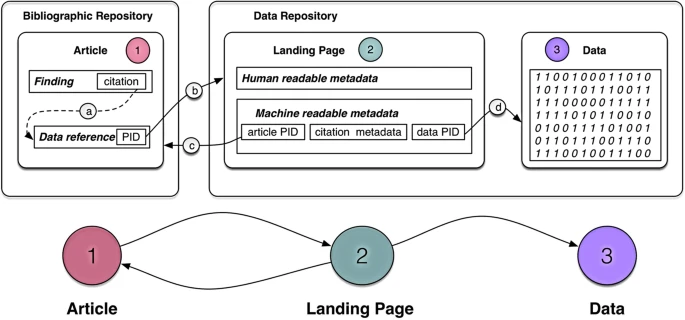 Bibliographic Repository
Data Repository
Article 1
Landing Page 2
3 Data
Finding citation
Human readable metadata
a
b
Data reference PID
Machine readable metadata
article PID citation metadata data PID
c
d
1 1 0 0 1 0 0 0 1 1 0 1 0
1 0 1 1 1 0 1 1 1 0 0 1 1
1 1 1 0 0 0 0 0 1 1 1 1 1
1 1 0 1 1 1 0 1 1 0 1 0
0 1 0 0 1 1 1 0 1 0 1 1 1
0 1 1 0 1 1 1 0 1 1 0 0 1
1 1 1 0 0 1 0 0 1 1 1 0 0
1
2
3
Article
Landing Page
Data